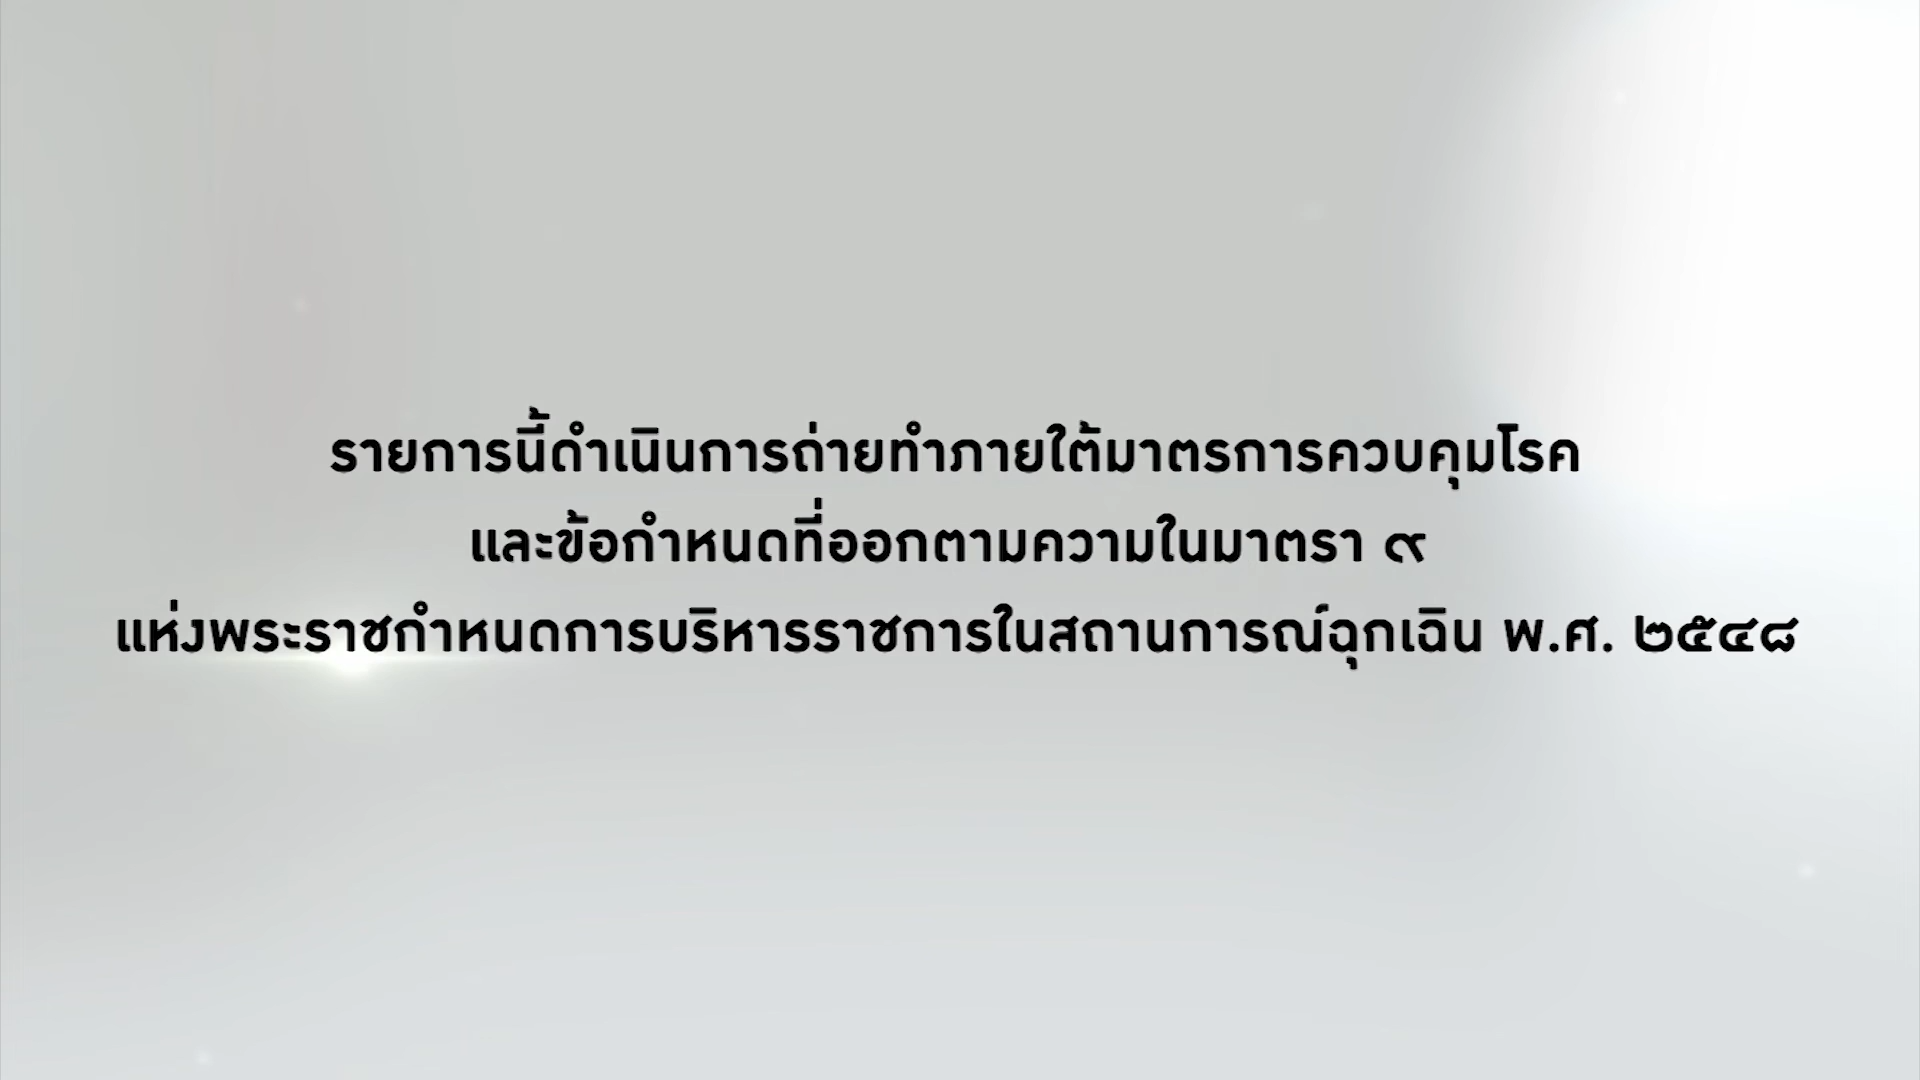 รายการนี้ดำเนินการถ่ายทำภายใต้มาตรการควบคุมโรค
และข้อกำหนดที่ออกตามความในมาตรา ๙
แห่งพระราชกำหนดการบริหารราชการในสถานการณ์ฉุกเฉิน พ.ศ. ๒๕๔๘